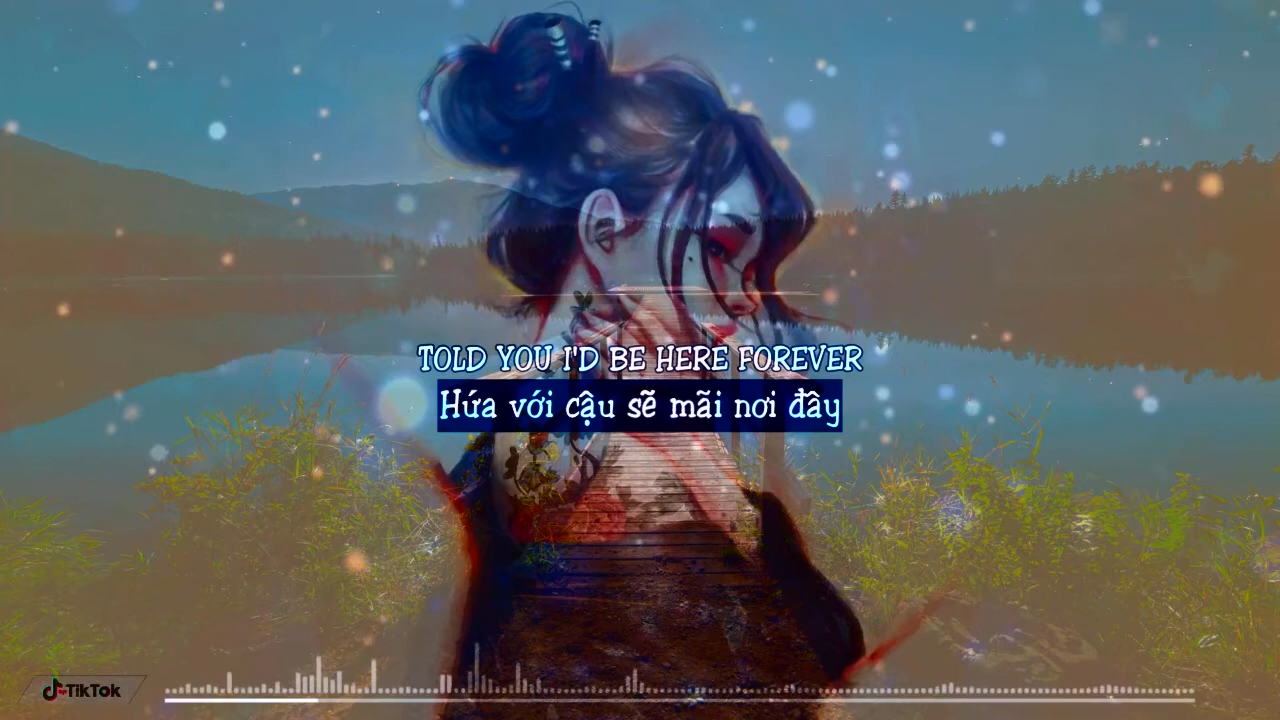 TOLD YOU I'D BE HERE FOREVER
Hứa với cậu sẽ mãi nơi đây
TikTok